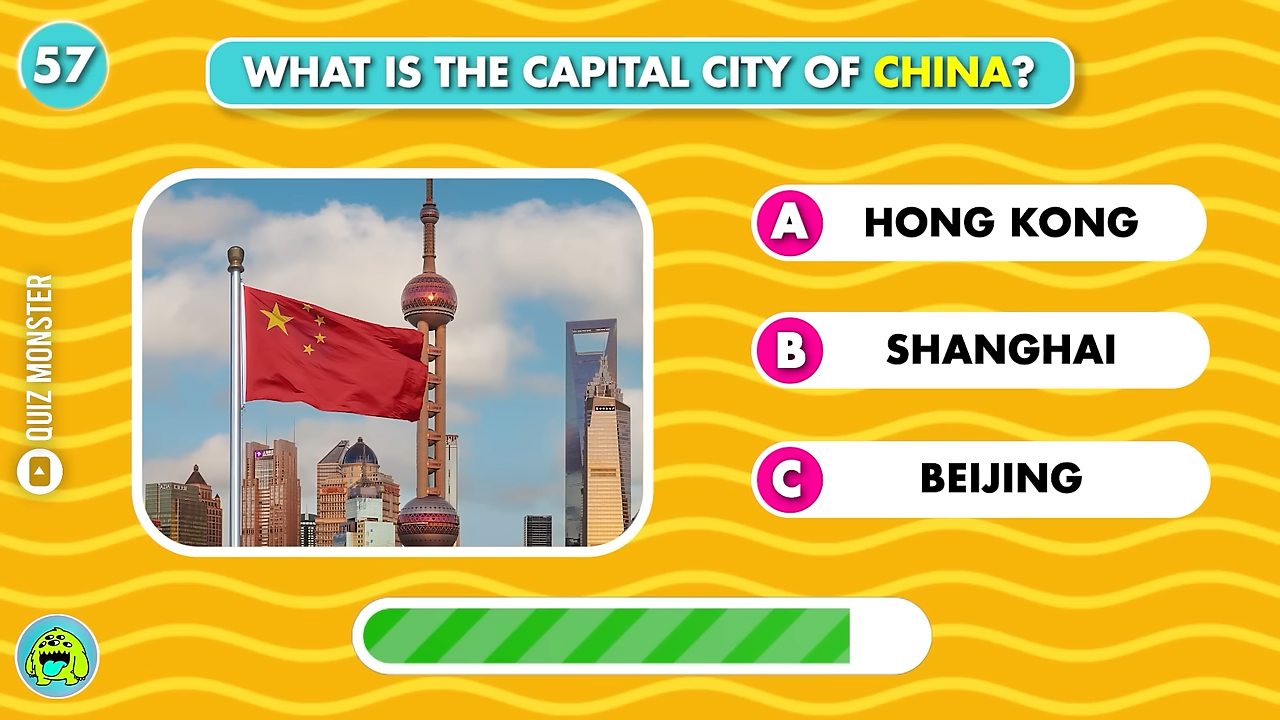 57
WHAT IS THE CAPITAL CITY OF CHINA?
A HONG KONG
B SHANGHAI
C BEIJING
QUIZ MONSTER